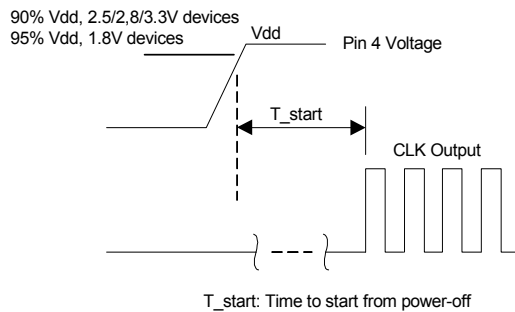 90% Vdd, 2.5/2,8/3.3V devices
95% Vdd, 1.8V devices
Vdd
Pin 4 Voltage
T_start
CLK Output
T_start: Time to start from power-off